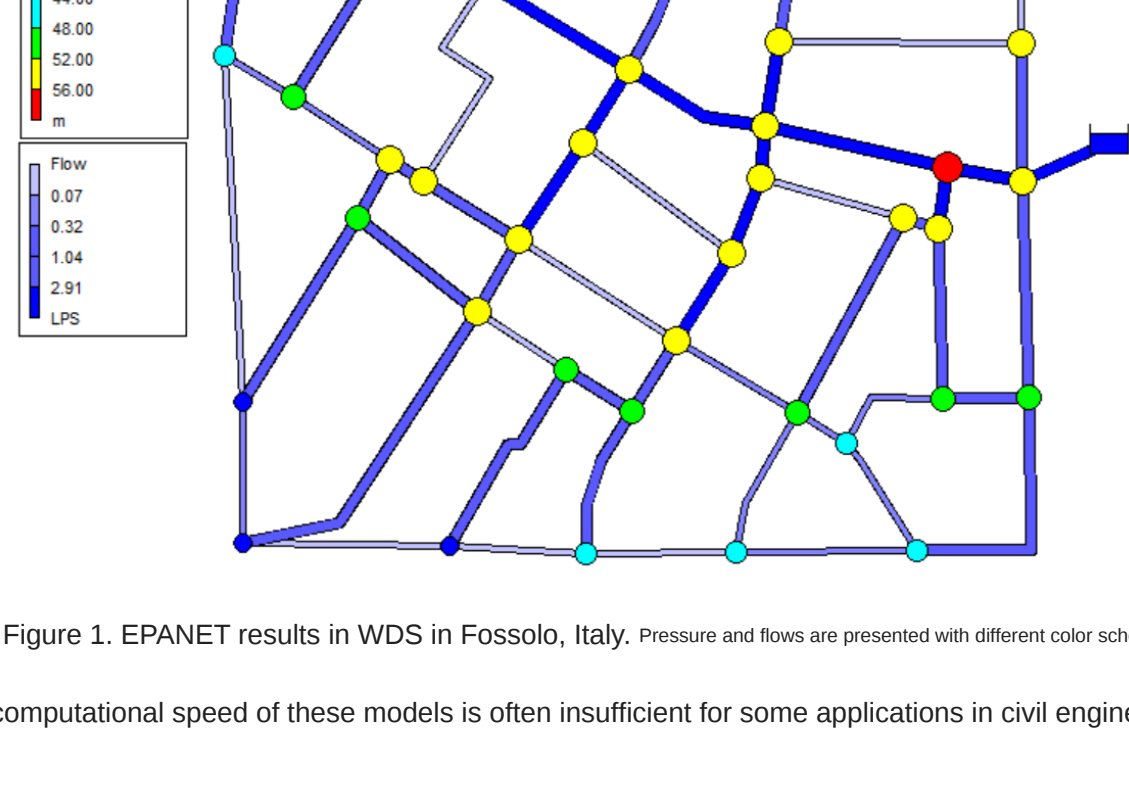 48.00
52.00
56.00
m
Flow
0.07
0.32
1.04
2.91
LPS
Figure 1. EPANET results in WDS in Fossolo, Italy. Pressure and flows are presented with different color
computational speed of these models is often insufficient for some applications in civil